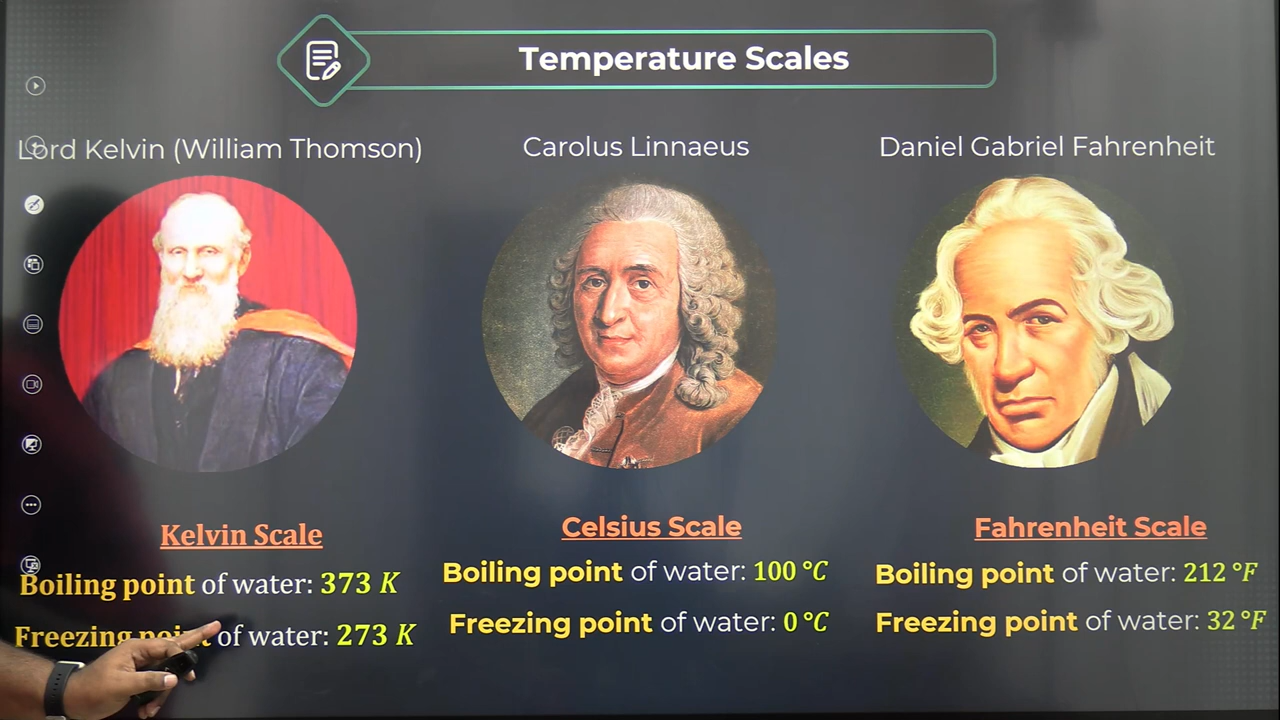 Temperature Scales
Lord Kelvin (William Thomson)
Carolus Linnaeus
Daniel Gabriel Fahrenheit
Kelvin Scale
Boiling point of water: 373 K
Freezing point of water: 273 K
Celsius Scale
Boiling point of water: 100 °C
Freezing point of water: 0 °C
Fahrenheit Scale
Boiling point of water: 212 °F
Freezing point of water: 32 °F